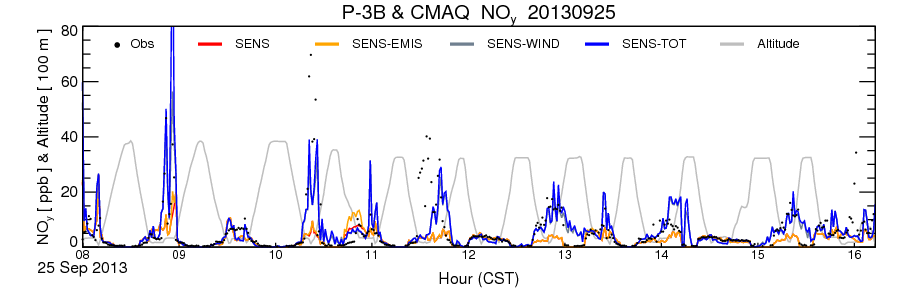 P-3B & CMAQ NOy 20130925
Obs SENS SENS-EMIS SENS-WIND SENS-TOT Altitude
NOy [ ppb ] & Altitude [ 100 m ]
80
60
40
20
0
08 09 10 11 12 13 14 15 16
25 Sep 2013
Hour (CST)